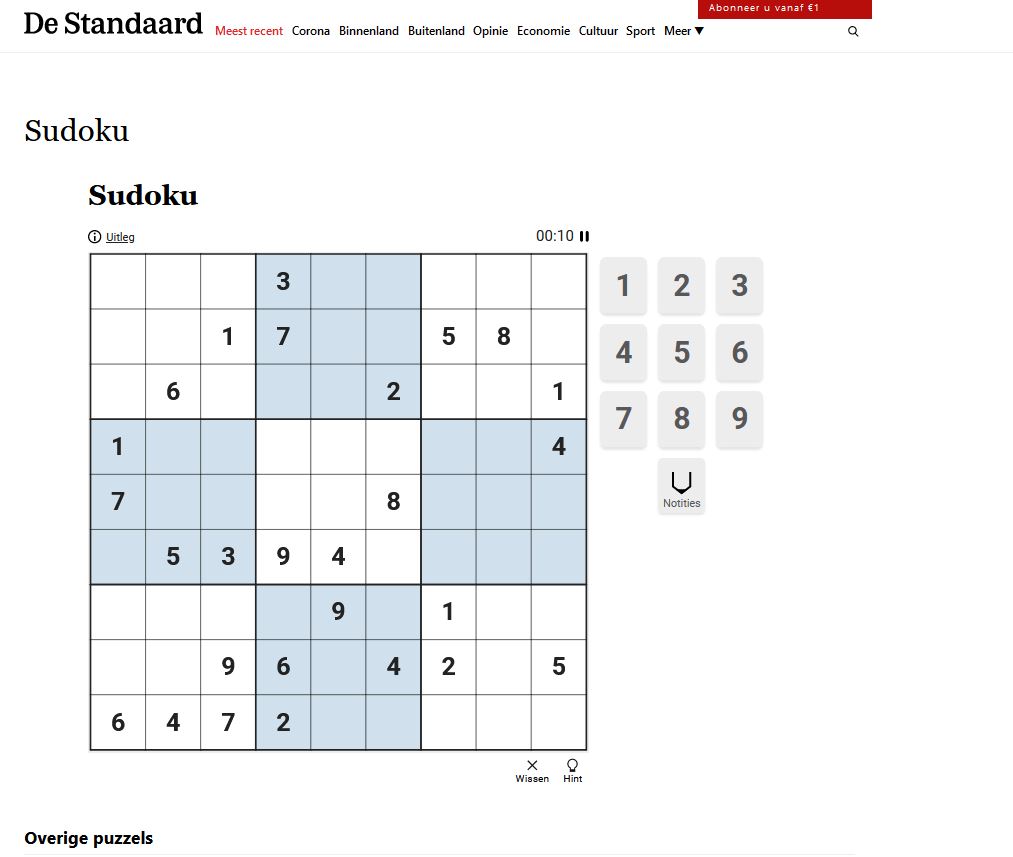 Abonneer u vanaf €1
De Standaard Meest recent Corona Binnenland Buitenland Opinie Economie Cultuur Sport Meer ▼
Sudoku
Sudoku
Uitleg 00:10
3
1 7 5 8
6 2 1
1 4
7 8
5 3 9 4
9 1
9 6 4 2 5
6 4 7 2
1 2 3
4 5 6
7 8 9
Notities
Wissen Hint
Overige puzzels